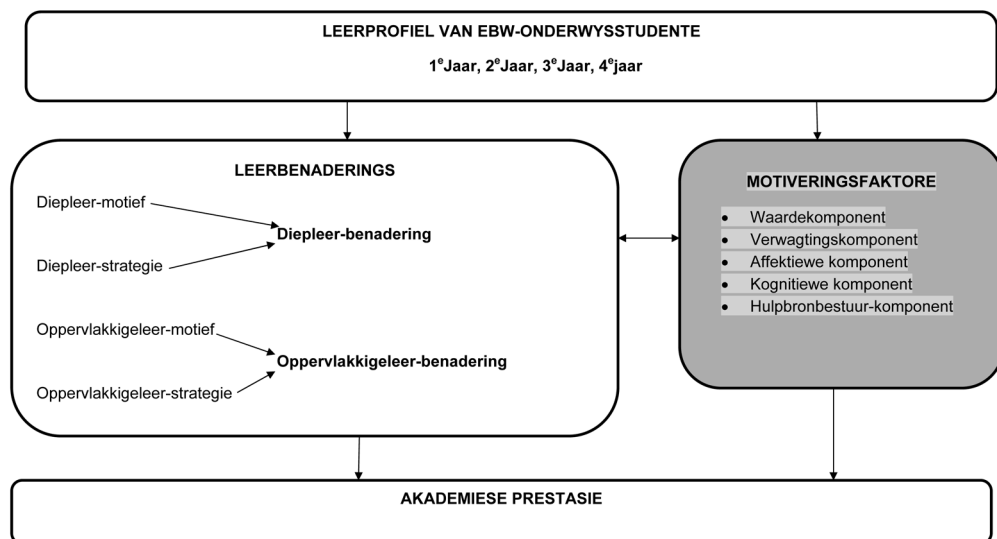 LEERPROFIEL VAN EBW-ONDERWYSSTUDENTE
1eJaar, 2eJaar, 3eJaar, 4ejaar
LEERBENADERINGS
Diepleer-motief
Diepleer-benadering
Diepleer-strategie
Oppervlakkigeleer-motief
Oppervlakkigeleer-benadering
Oppervlakkigeleer-strategie
MOTIVERINGSFAKTORE
• Waardekomponent
• Verwagtingskomponent
• Affektiewe komponent
• Kognitiewe komponent
• Hulpbronbestuur-komponent
AKADEMIESE PRESTASIE